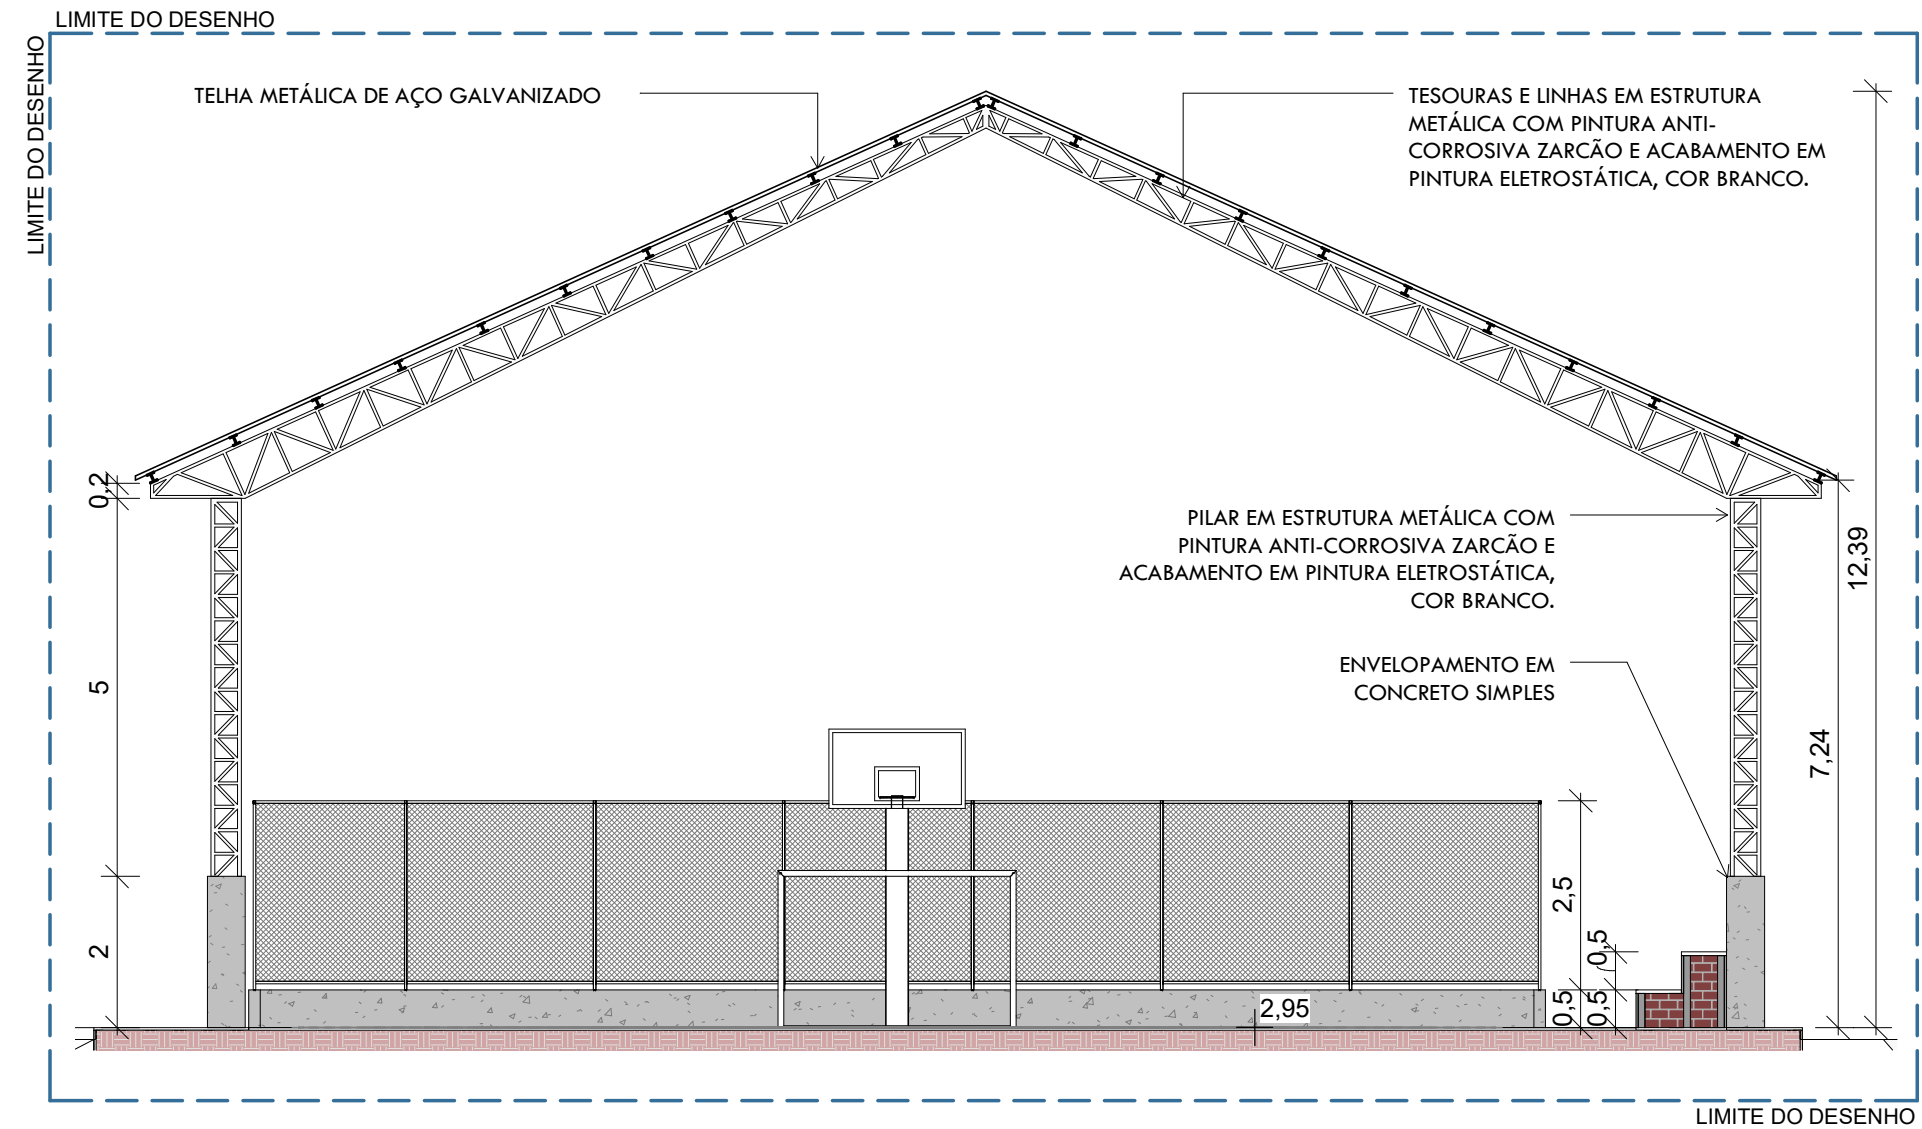 LIMITE DO DESENHO
LIMITE DO DESENHO
TELHA METÁLICA DE AÇO GALVANIZADO
TESOURAS E LINHAS EM ESTRUTURA
METÁLICA COM PINTURA ANTI-
CORROSIVA ZARCÃO E ACABAMENTO EM
PINTURA ELETROSTÁTICA, COR BRANCO.
0,2
PILAR EM ESTRUTURA METÁLICA COM
PINTURA ANTI-CORROSIVA ZARCÃO E
ACABAMENTO EM PINTURA ELETROSTÁTICA,
COR BRANCO.
12,39
ENVELOPAMENTO EM
CONCRETO SIMPLES
5
7,24
2,5
2
0,5
0,5
0,5
2,95
LIMITE DO DESENHO